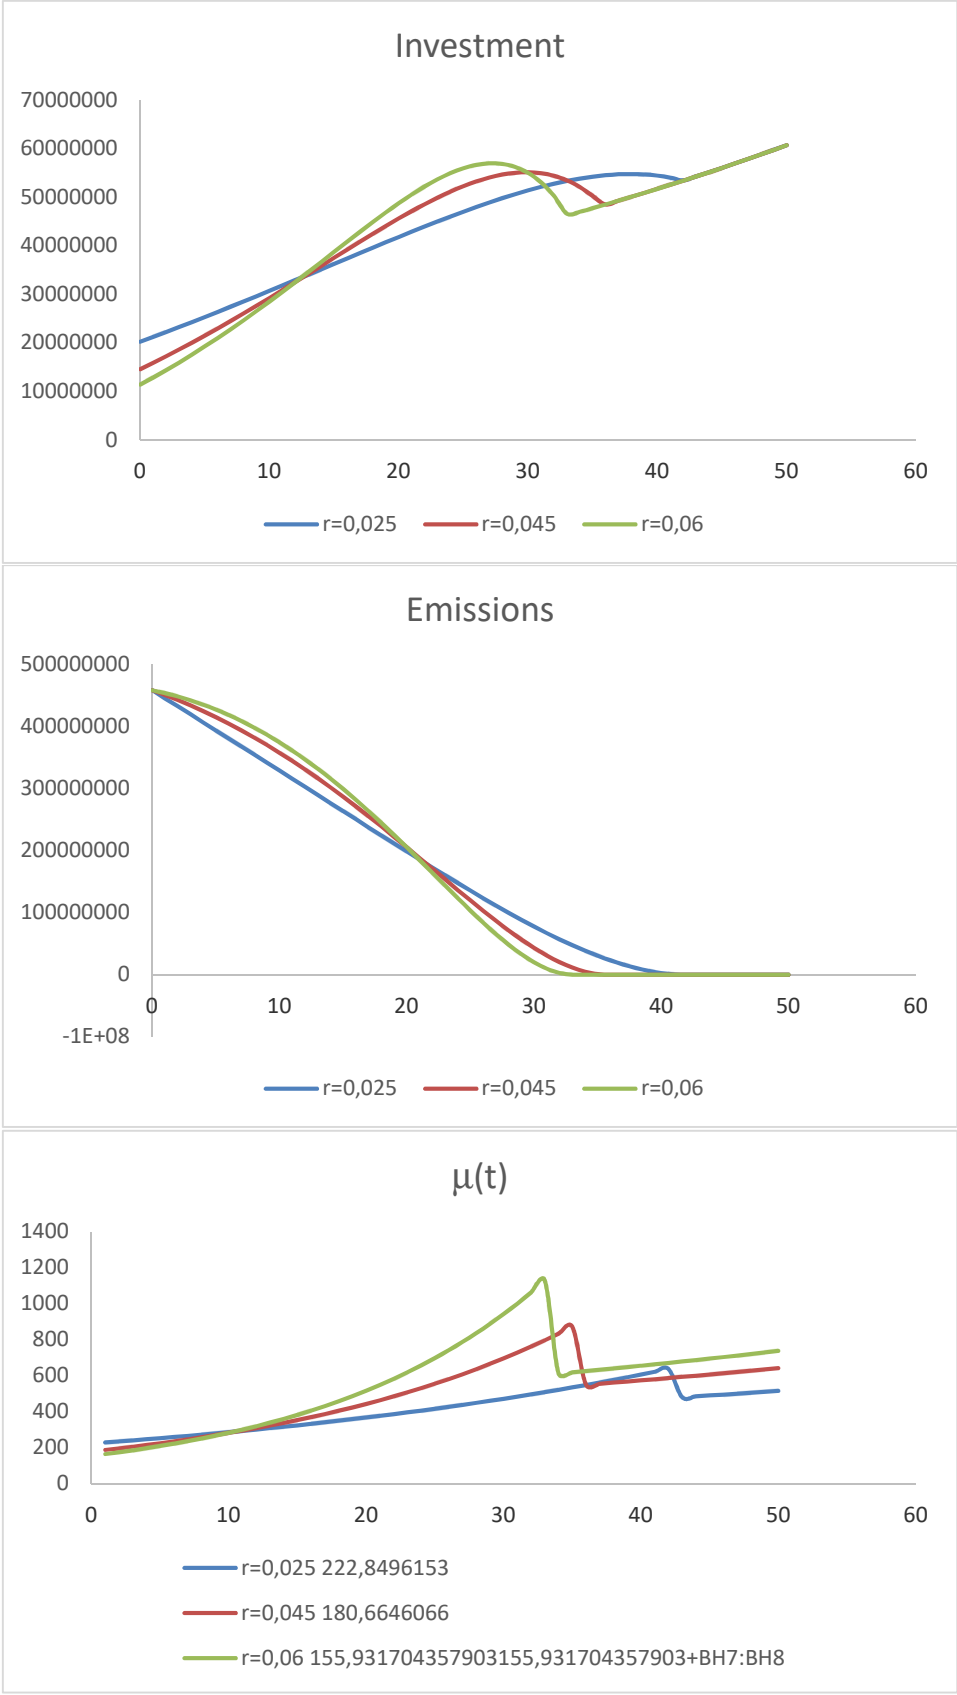 Investment
70000000
60000000
50000000
40000000
30000000
20000000
10000000
0
0 10 20 30 40 50 60
r=0,025 r=0,045 r=0,06
Emissions
500000000
400000000
300000000
200000000
100000000
0
0 10 20 30 40 50 60
-1E+08
r=0,025 r=0,045 r=0,06
μ(t)
1400
1200
1000
800
600
400
200
0
0 10 20 30 40 50 60
r=0,025 222,8496153
r=0,045 180,6646066
r=0,06 155,931704357903155,931704357903+BH7:BH8